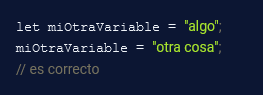 let miOtraVariable = "algo";
miOtraVariable = "otra cosa";
// es correcto